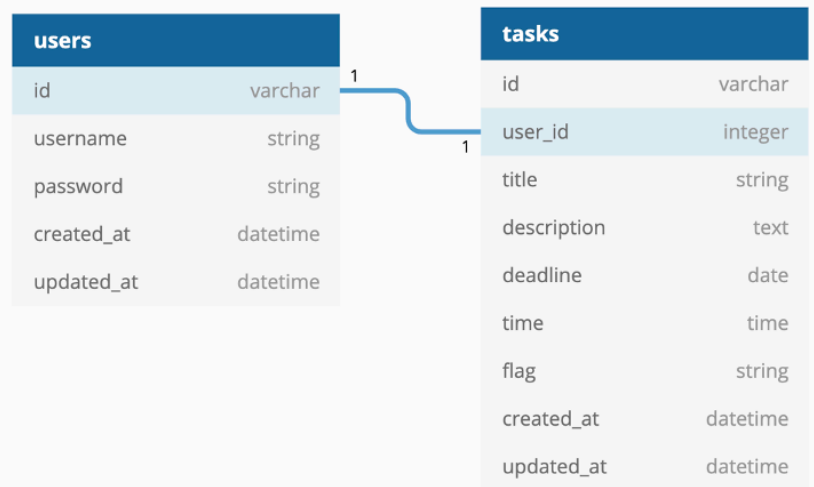 users
id varchar
username string
password string
created_at datetime
updated_at datetime
1
1
tasks
id varchar
user_id integer
title string
description text
deadline date
time time
flag string
created_at datetime
updated_at datetime